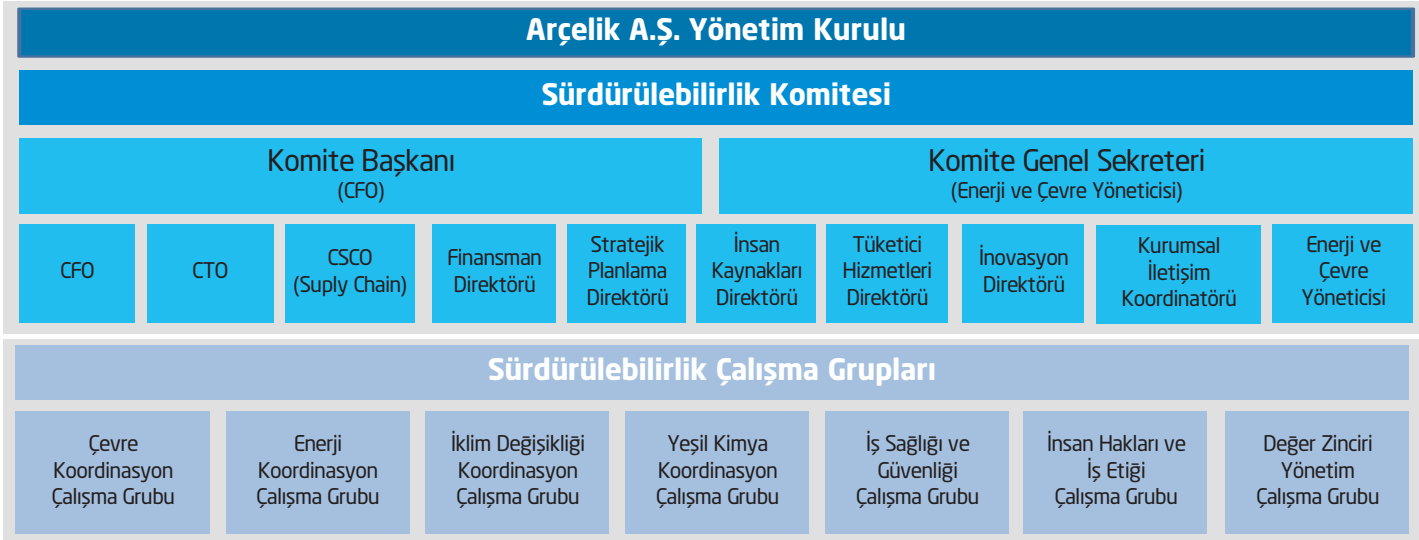 Arçelik A.Ş. Yönetim Kurulu
Sürdürülebilirlik Komitesi
Komite Başkanı
(CFO)
Komite Genel Sekreteri
(Enerji ve Çevre Yöneticisi)
CFO
CTO
CSCO
(Suply Chain)
Finansman
Direktörü
Stratejik
Planlama
Direktörü
İnsan
Kaynakları
Direktörü
Tüketici
Hizmetleri
Direktörü
İnovasyon
Direktörü
Kurumsal
İletişim
Koordinatörü
Enerji ve
Çevre
Yöneticisi
Sürdürülebilirlik Çalışma Grupları
Çevre
Koordinasyon
Çalışma Grubu
Enerji
Koordinasyon
Çalışma Grubu
İklim Değişikliği
Koordinasyon
Çalışma Grubu
Yeşil Kimya
Koordinasyon
Çalışma Grubu
İş Sağlığı ve
Güvenliği
Çalışma Grubu
İnsan Hakları ve
İş Etiği
Çalışma Grubu
Değer Zinciri
Yönetim
Çalışma Grubu